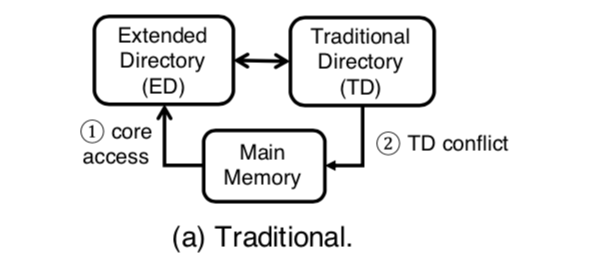 Extended
Directory
(ED)
Traditional
Directory
(TD)
① core
access
Main
Memory
② TD conflict
(a) Traditional.